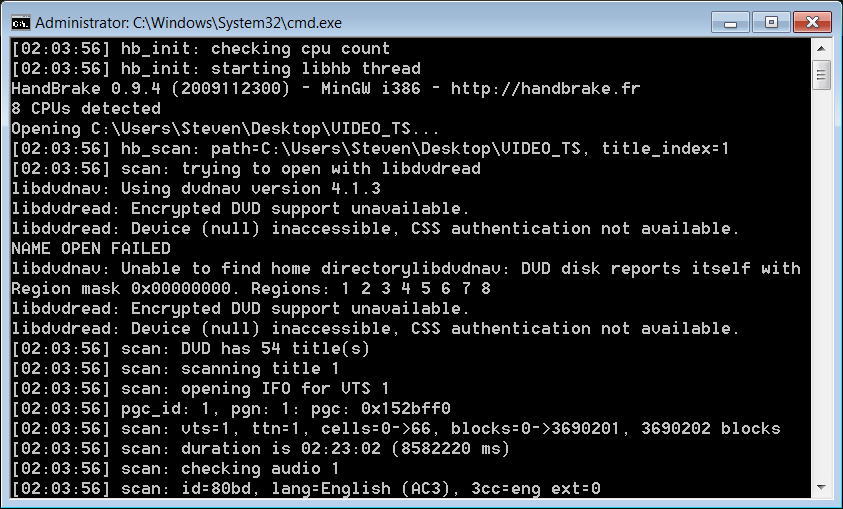 Administrator: C:\Windows\System32\cmd.exe
[02:03:56] hb_init: checking cpu count
[02:03:56] hb_init: starting libhb thread
HandBrake 0.9.4 (2009112300) - MinGW i386 - http://handbrake.fr
8 CPUs detected
Opening C:\Users\Steven\Desktop\VIDEO_TS...
[02:03:56] hb_scan: path=C:\Users\Steven\Desktop\VIDEO_TS, title_index=1
[02:03:56] scan: trying to open with libdvdread
libdvdnav: Using dvdnav version 4.1.3
libdvdread: Encrypted DVD support unavailable.
libdvdread: Device (null) inaccessible, CSS authentication not available.
NAME OPEN FAILED
libdvdnav: Unable to find home directorylibdvdnav: DVD disk reports itself with
Region mask 0x00000000. Regions: 1 2 3 4 5 6 7 8
libdvdread: Encrypted DVD support unavailable.
libdvdread: Device (null) inaccessible, CSS authentication not available.
[02:03:56] scan: DVD has 54 title(s)
[02:03:56] scan: scanning title 1
[02:03:56] scan: opening IFO for VTS 1
[02:03:56] pgc_id: 1, pgn: 1: pgc: 0x152bff0
[02:03:56] scan: vts=1, ttn=1, cells=0->66, blocks=0->3690201, 3690202 blocks
[02:03:56] scan: duration is 02:23:02 (8582220 ms)
[02:03:56] scan: checking audio 1
[02:03:56] scan: id=80bd, lang=English (AC3), 3cc=eng ext=0